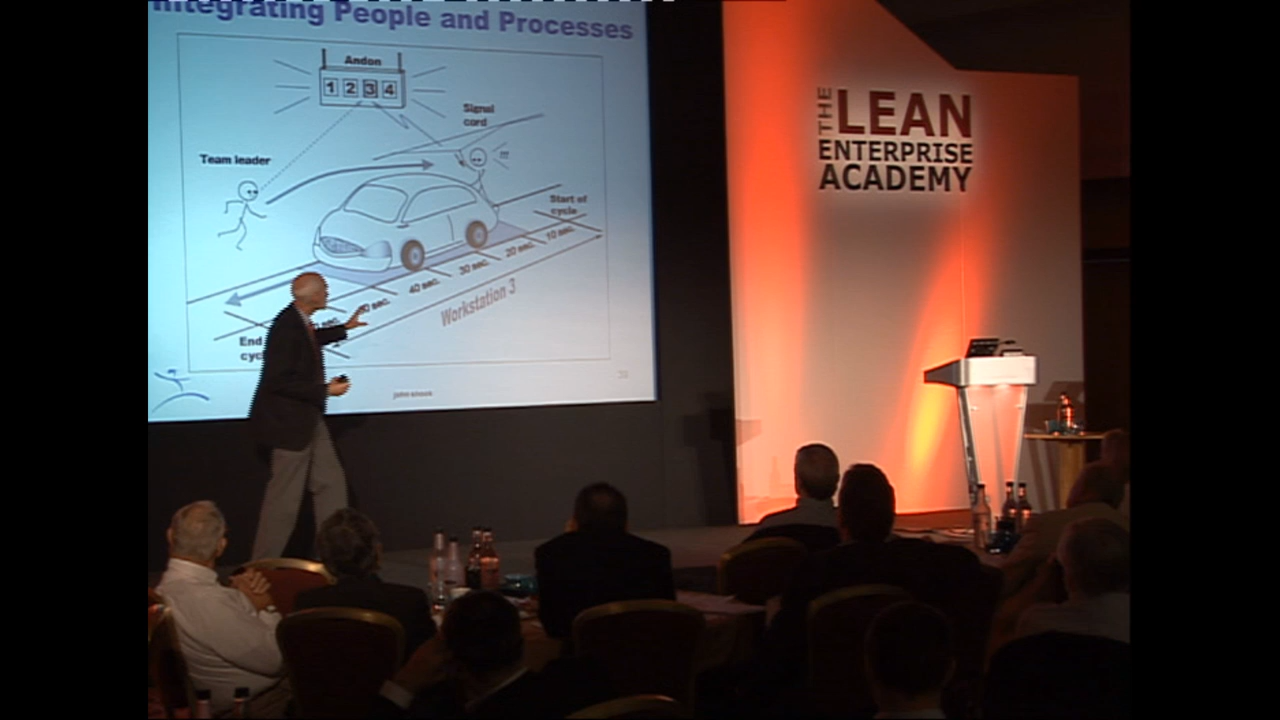 Integrating People and Processes
Andon
1 2 3 4
Signal
cord
Team leader
Start of
cycle
10 sec.
20 sec.
30 sec.
40 sec.
sec.
Workstation 3
End
THE
LEAN
ENTERPRISE
ACADEMY